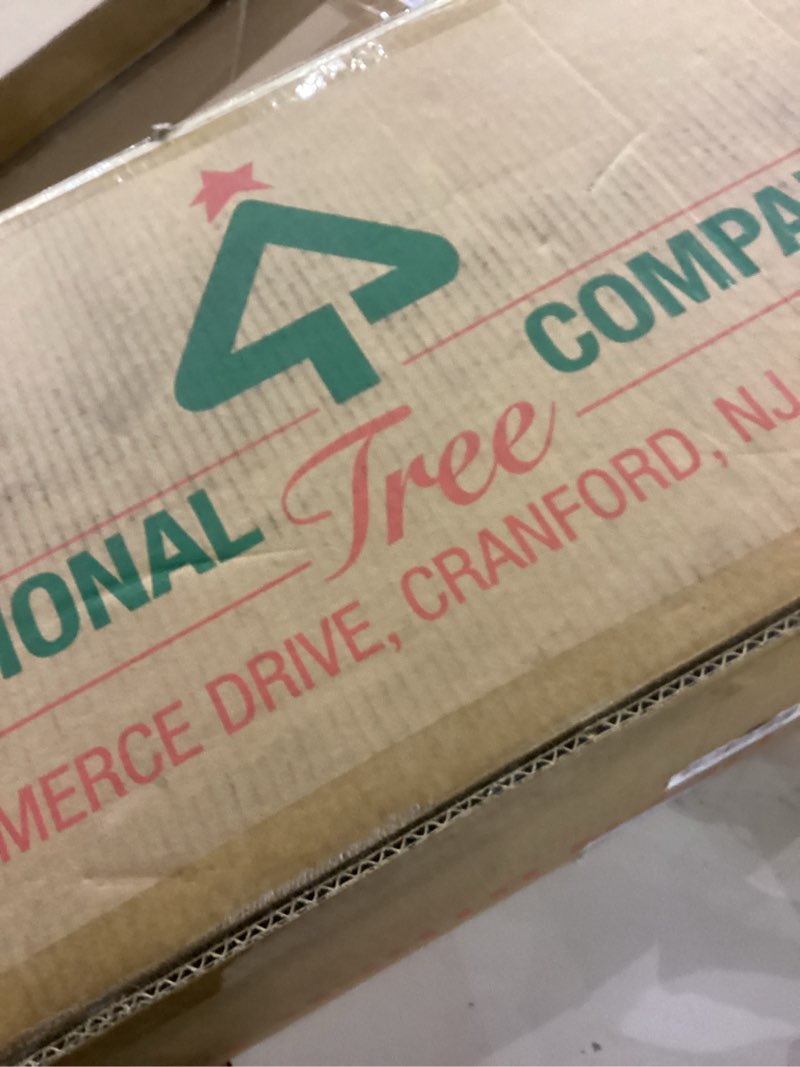 IONAL Tree COMPA
MERCE DRIVE, CRANFORD, NJ